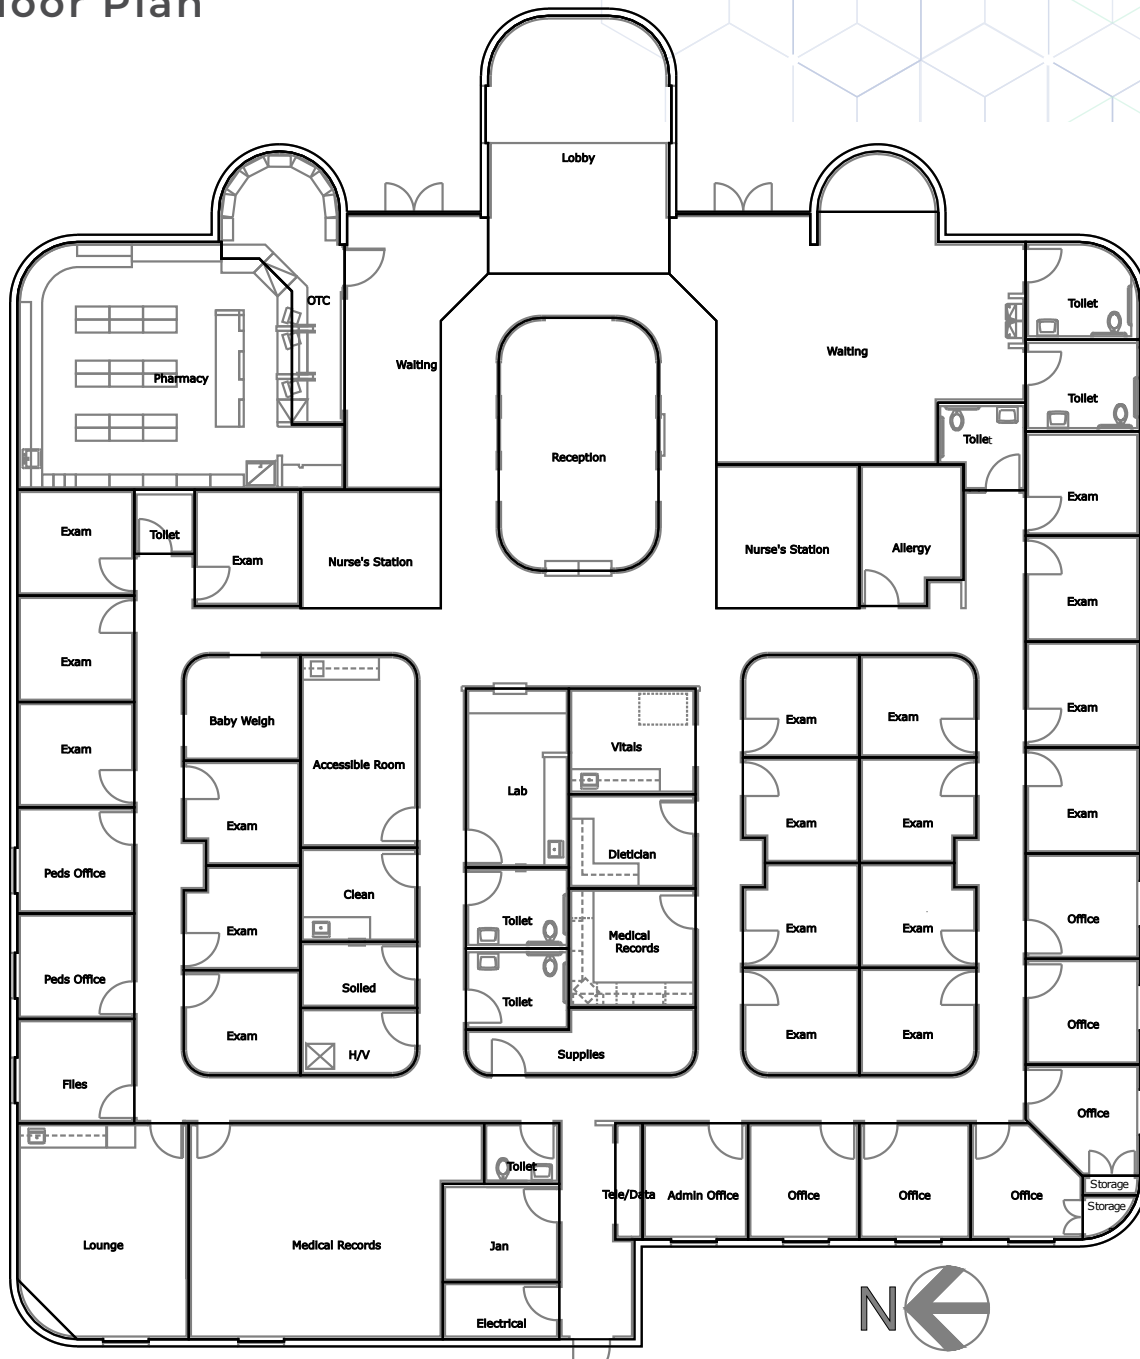 loor Plan
Lobby
OTC
Toilet
Waiting
Waiting
Pharmacy
Toilet
Toilet
Reception
Exam
Exam
Toilet
Exam
Nurse's Station
Nurse's Station
Allergy
Exam
Exam
Exam
Baby Weigh
Exam
Exam
Exam
Exam
Vitals
Accessible Room
Lab
Exam
Exam
Exam
Exam
Dietician
Peds Office
Clean
Exam
Toilet
Medical
Records
Exam
Exam
Office
Peds Office
Soiled
Toilet
Office
Exam
H/V
Supplies
Exam
Exam
Files
Office
Toilet
Tele/Data
Admin Office
Office
Office
Office
Storage
Storage
Lounge
Medical Records
Jan
Electrical
N